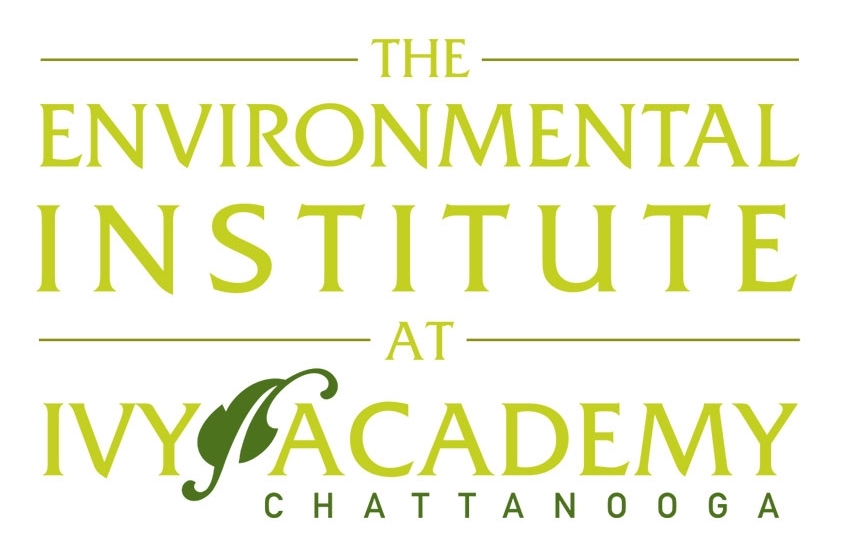 THE
ENVIRONMENTAL
INSTITUTE
AT
IVY ACADEMY
CHATTANOOGA